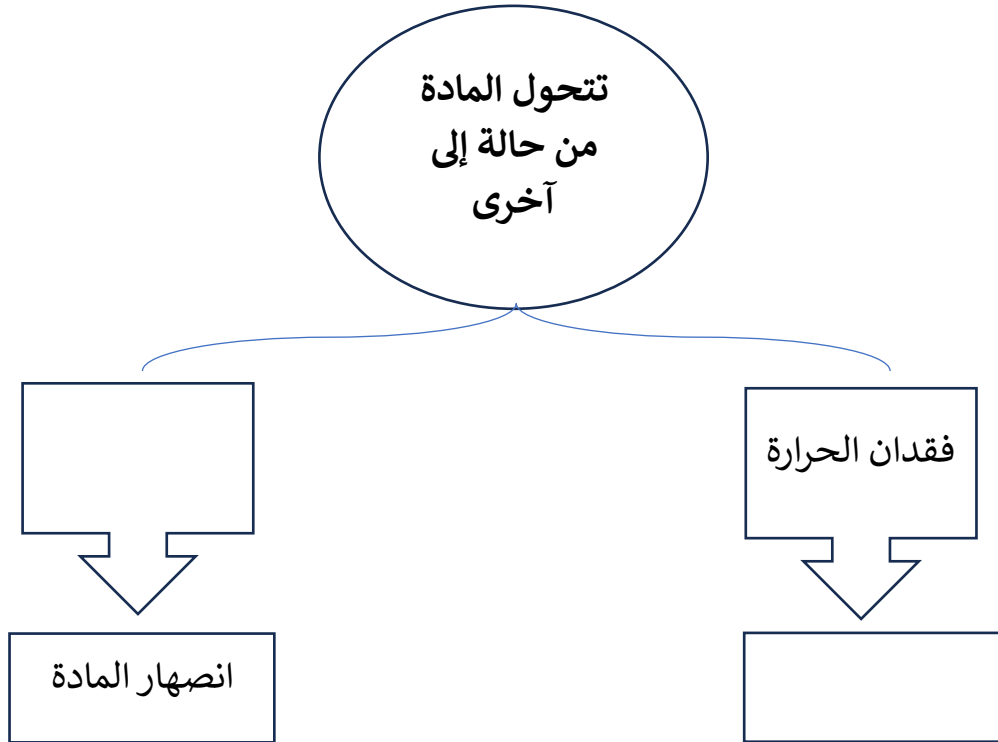 تتحول المادة
من حالة إلى
آخرى
فقدان الحرارة
انصهار المادة